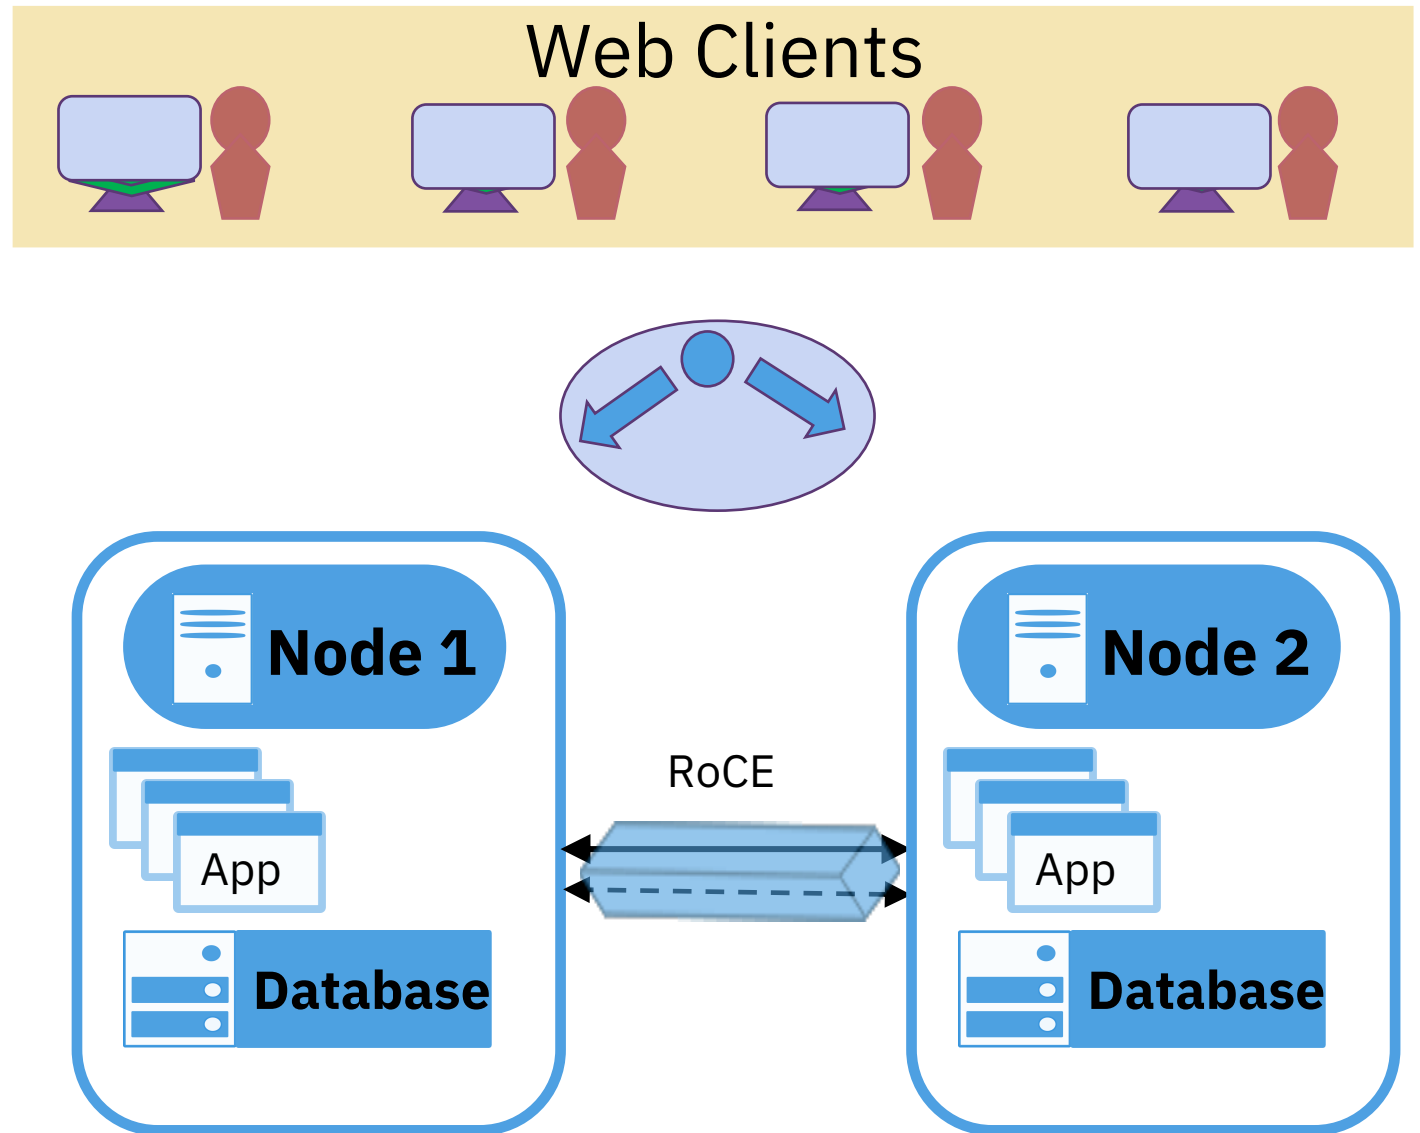 Web Clients
Node 1
Node 2
RoCE
App
App
Database
Database